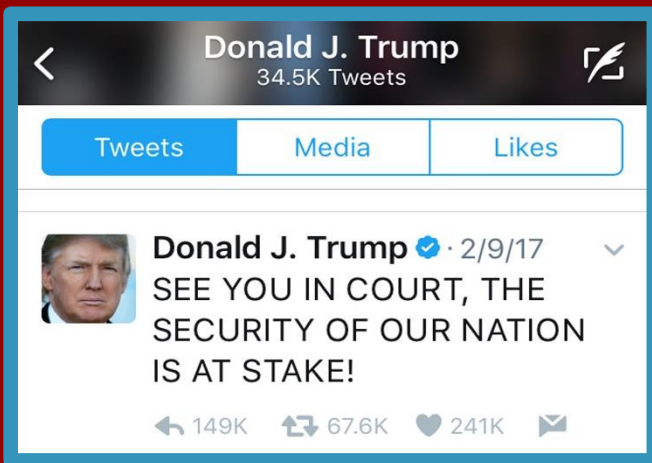 Donald J. Trump
34.5K Tweets
Tweets Media Likes
Donald J. Trump · 2/9/17
SEE YOU IN COURT, THE
SECURITY OF OUR NATION
IS AT STAKE!
149K 67.6K 241K